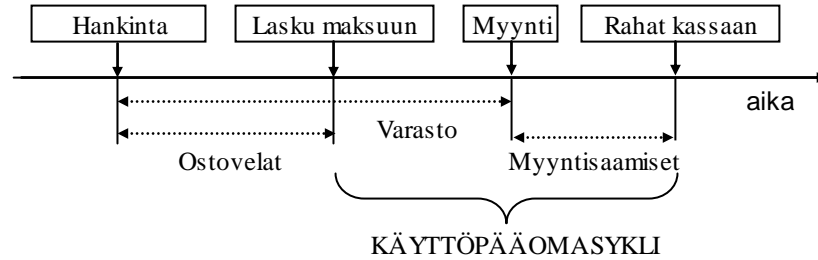 Hankinta
Lasku maksuun
Myynti
Rahat kassaan
aika
Varasto
Ostovelat
Myyntisaamiset
KÄYTTÖPÄÄOMASYKLI